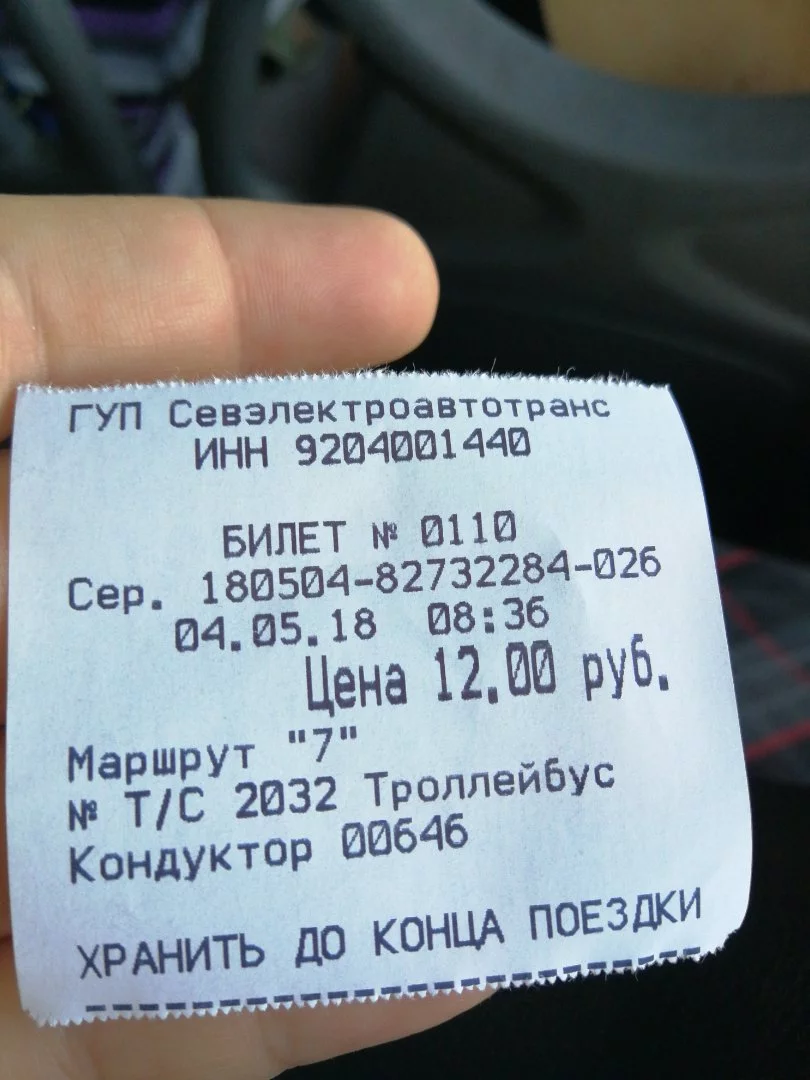 ГУП Севэлектроавтотранс
ИНН 9204001440
БИЛЕТ № 0110
Сер. 180504-82732284-026
04.05.18 08:36
Цена 12.00 руб.
Маршрут "7"
№ Т/С 2032 Троллейбус
Кондуктор 00646
ХРАНИТЬ ДО КОНЦА ПОЕЗДКИ